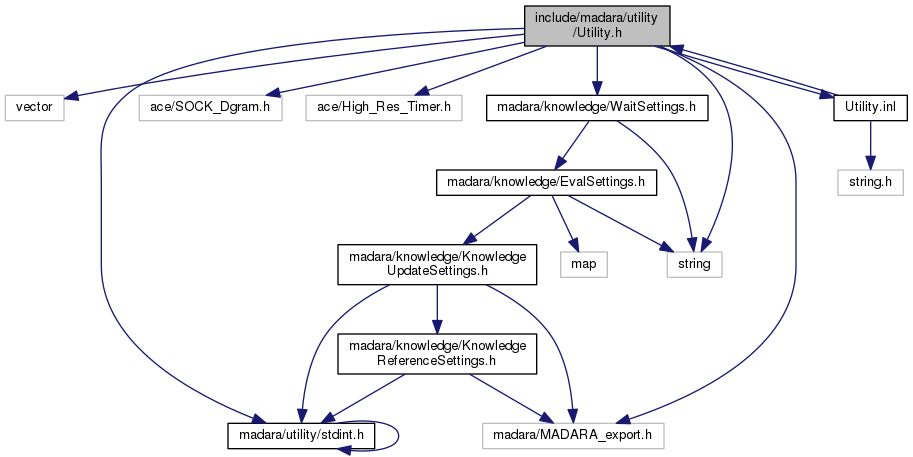 include/madara/utility
/Utility.h
vector
ace/SOCK_Dgram.h
ace/High_Res_Timer.h
madara/knowledge/WaitSettings.h
Utility.inl
madara/knowledge/EvalSettings.h
string.h
madara/knowledge/Knowledge
UpdateSettings.h
map
string
madara/knowledge/Knowledge
ReferenceSettings.h
madara/utility/stdint.h
madara/MADARA_export.h